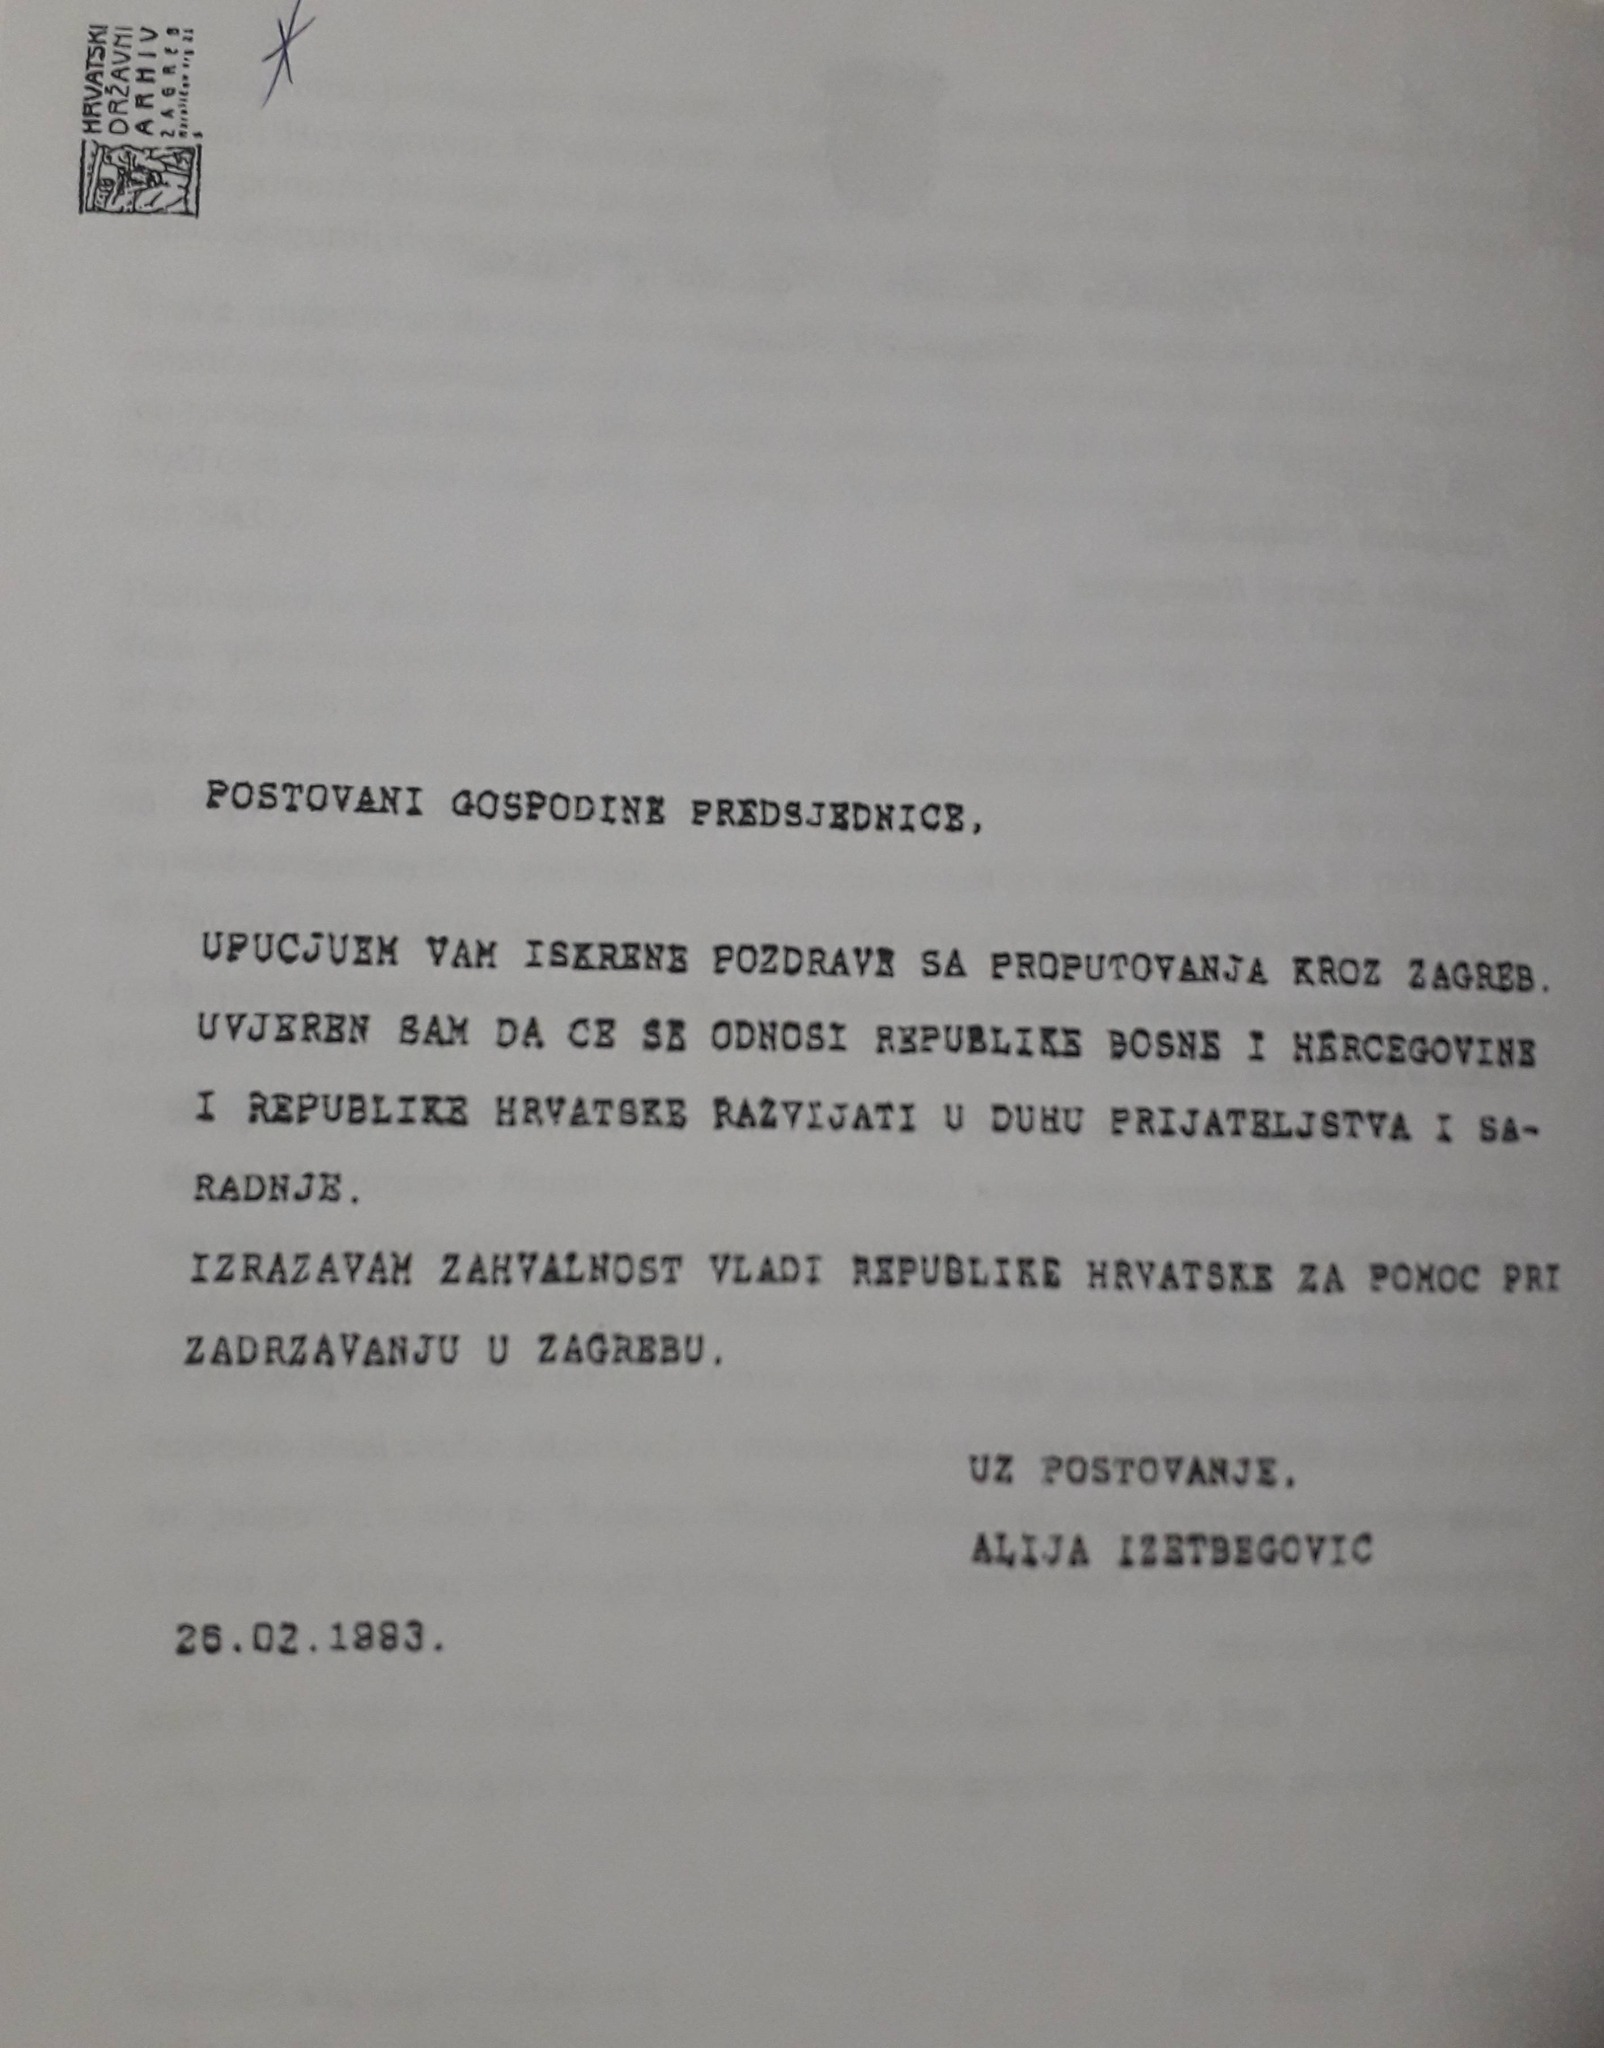 HRVATSKI
DRŽAVNI
ARHIV
ZAGREB
POSTOVANI GOSPODINE PREDSJEDNICE,
UPUCJUEM VAM ISKRENE POZDRAVE SA PROPUTOVANJA KROZ ZAGREB.
UVJEREN SAM DA CE SE ODNOSI REPUBLIKE BOSNE I HERCEGOVINE
I REPUBLIKE HRVATSKE RAZVIJATI U DUHU PRIJATELJSTVA I SA-
RADNJE.
IZRAZAVAM ZAHVALNOST VLADI REPUBLIKE HRVATSKE ZA POMOC PRI
ZADRZAVANJU U ZAGREBU.
UZ POSTOVANJE.
ALIJA IZETBEGOVIC
26.02.1993.